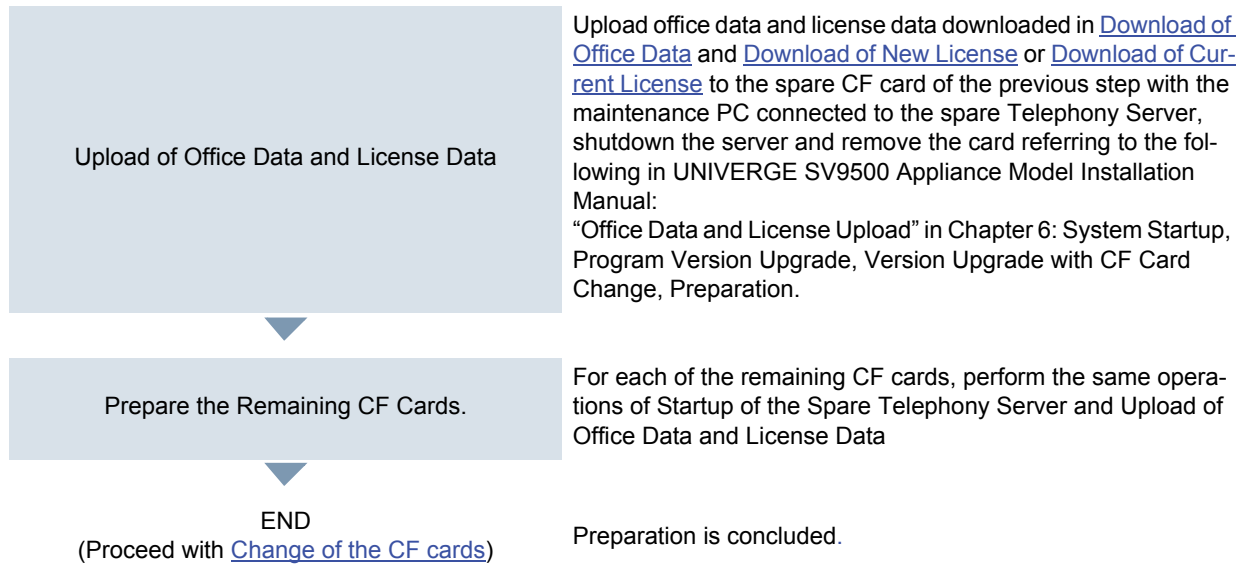 Upload of Office Data and License Data
Upload office data and license data downloaded in Download of
Office Data and Download of New License or Download of Cur-
rent License to the spare CF card of the previous step with the
maintenance PC connected to the spare Telephony Server,
shutdown the server and remove the card referring to the fol-
lowing in UNIVERGE SV9500 Appliance Model Installation
Manual:
“Office Data and License Upload” in Chapter 6: System Startup,
Program Version Upgrade, Version Upgrade with CF Card
Change, Preparation.
Prepare the Remaining CF Cards.
For each of the remaining CF cards, perform the same opera-
tions of Startup of the Spare Telephony Server and Upload of
Office Data and License Data
END
(Proceed with Change of the CF cards)
Preparation is concluded.